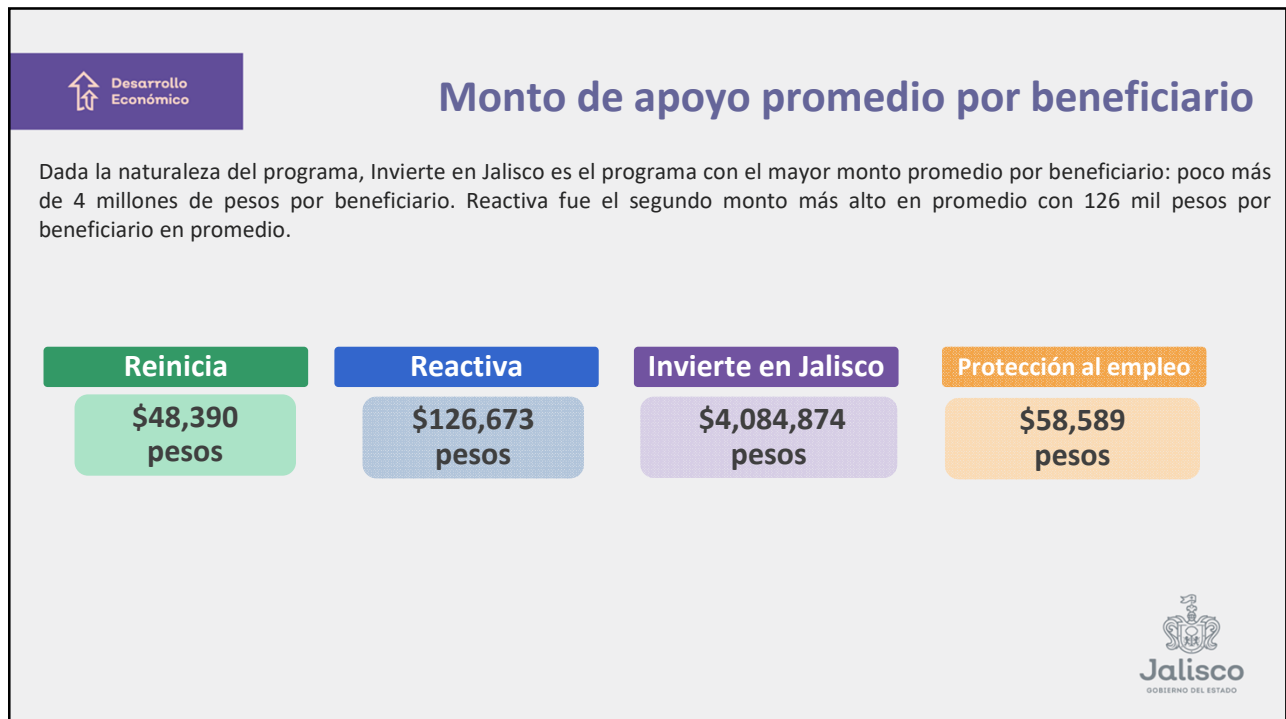 Desarrollo
Económico
Monto de apoyo promedio por beneficiario
Dada la naturaleza del programa, Invierte en Jalisco es el programa con el mayor monto promedio por beneficiario: poco más
de 4 millones de pesos por beneficiario. Reactiva fue el segundo monto más alto en promedio con 126 mil pesos por
beneficiario en promedio.
Reinicia
$48,390
pesos
Reactiva
$126,673
pesos
Invierte en Jalisco
$4,084,874
pesos
Protección al empleo
$58,589
pesos
Jalisco
GOBIERNO DEL ESTADO